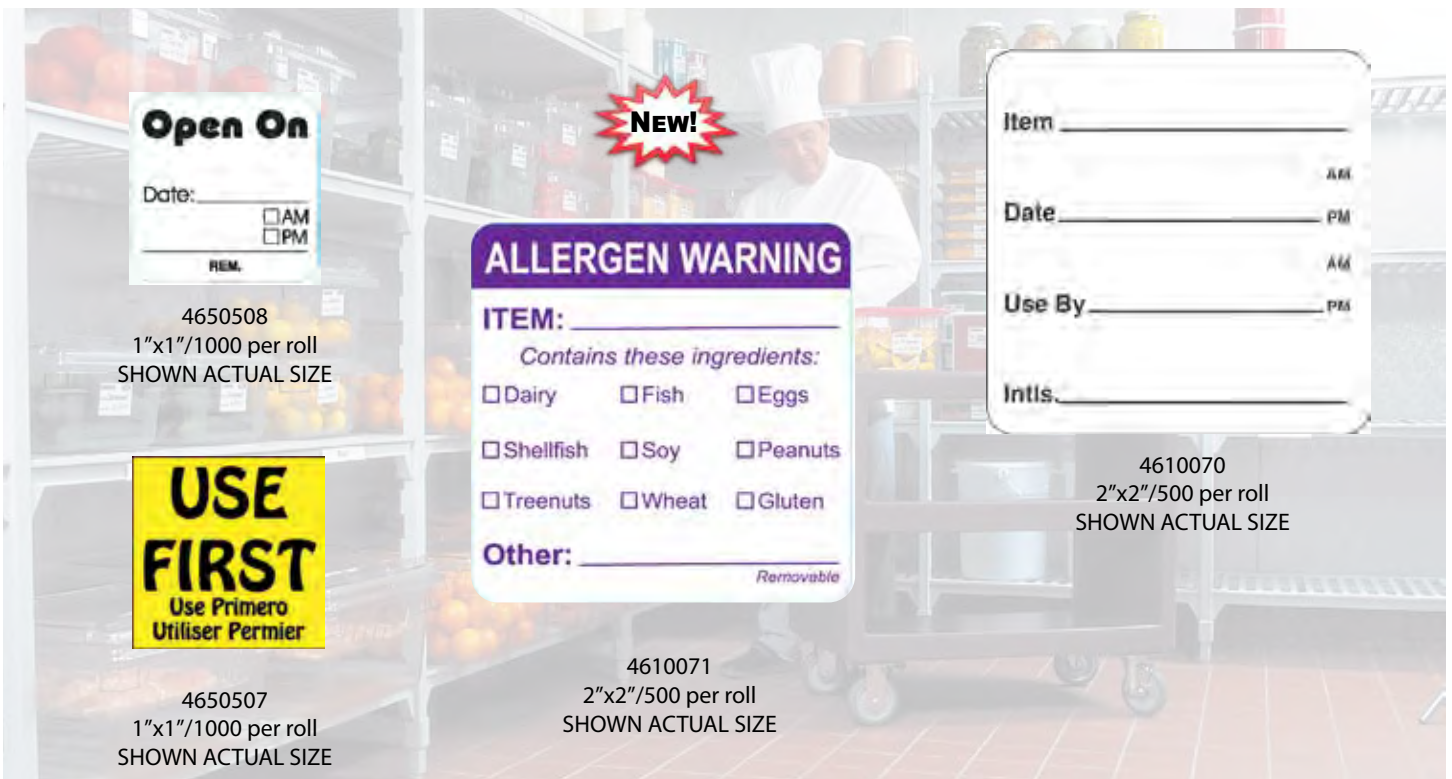 Open On
Date:
☐AM
☐PM
REM.
4650508
1”x1”/1000 per roll
SHOWN ACTUAL SIZE
USE
FIRST
Use Primero
Utiliser Permier
4650507
1”x1”/1000 per roll
SHOWN ACTUAL SIZE
NEW!
ALLERGEN WARNING
ITEM:
Contains these ingredients:
☐Dairy ☐Fish ☐Eggs
☐Shellfish ☐Soy ☐Peanuts
☐Treenuts ☐Wheat ☐Gluten
Other:
Removable
4610071
2”x2”/500 per roll
SHOWN ACTUAL SIZE
Item
AM
Date PM
AM
Use By PM
Intls.
4610070
2”x2”/500 per roll
SHOWN ACTUAL SIZE